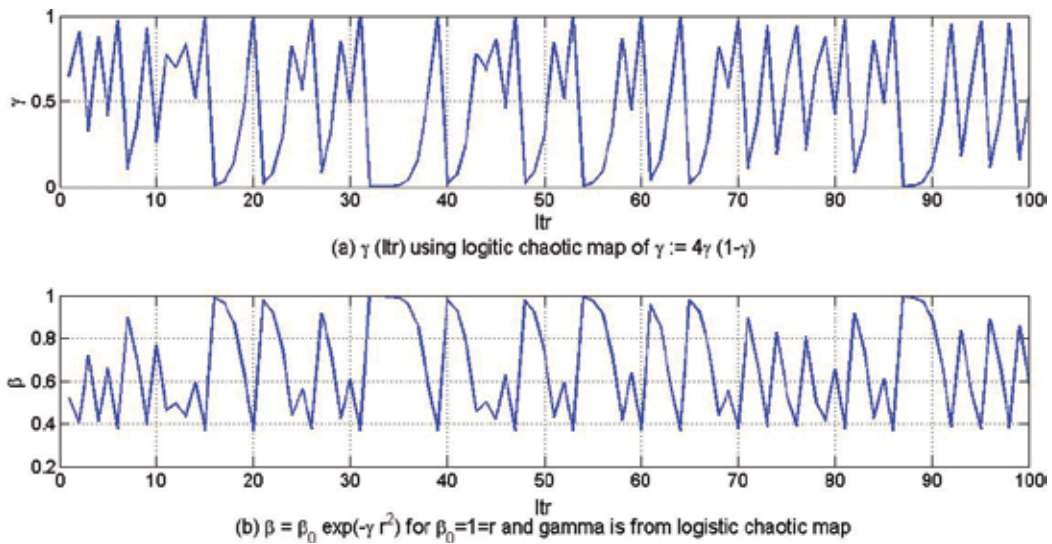 1
0.5
0
γ
0 10 20 30 40 50 60 70 80 90 100
Itr
(a) γ (Itr) using logitic chaotic map of γ := 4γ (1-γ)
1
0.8
0.6
0.4
0.2
β
0 10 20 30 40 50 60 70 80 90 100
Itr
(b) β = β₀ exp(-γ r²) for β₀=1=r and gamma is from logistic chaotic map